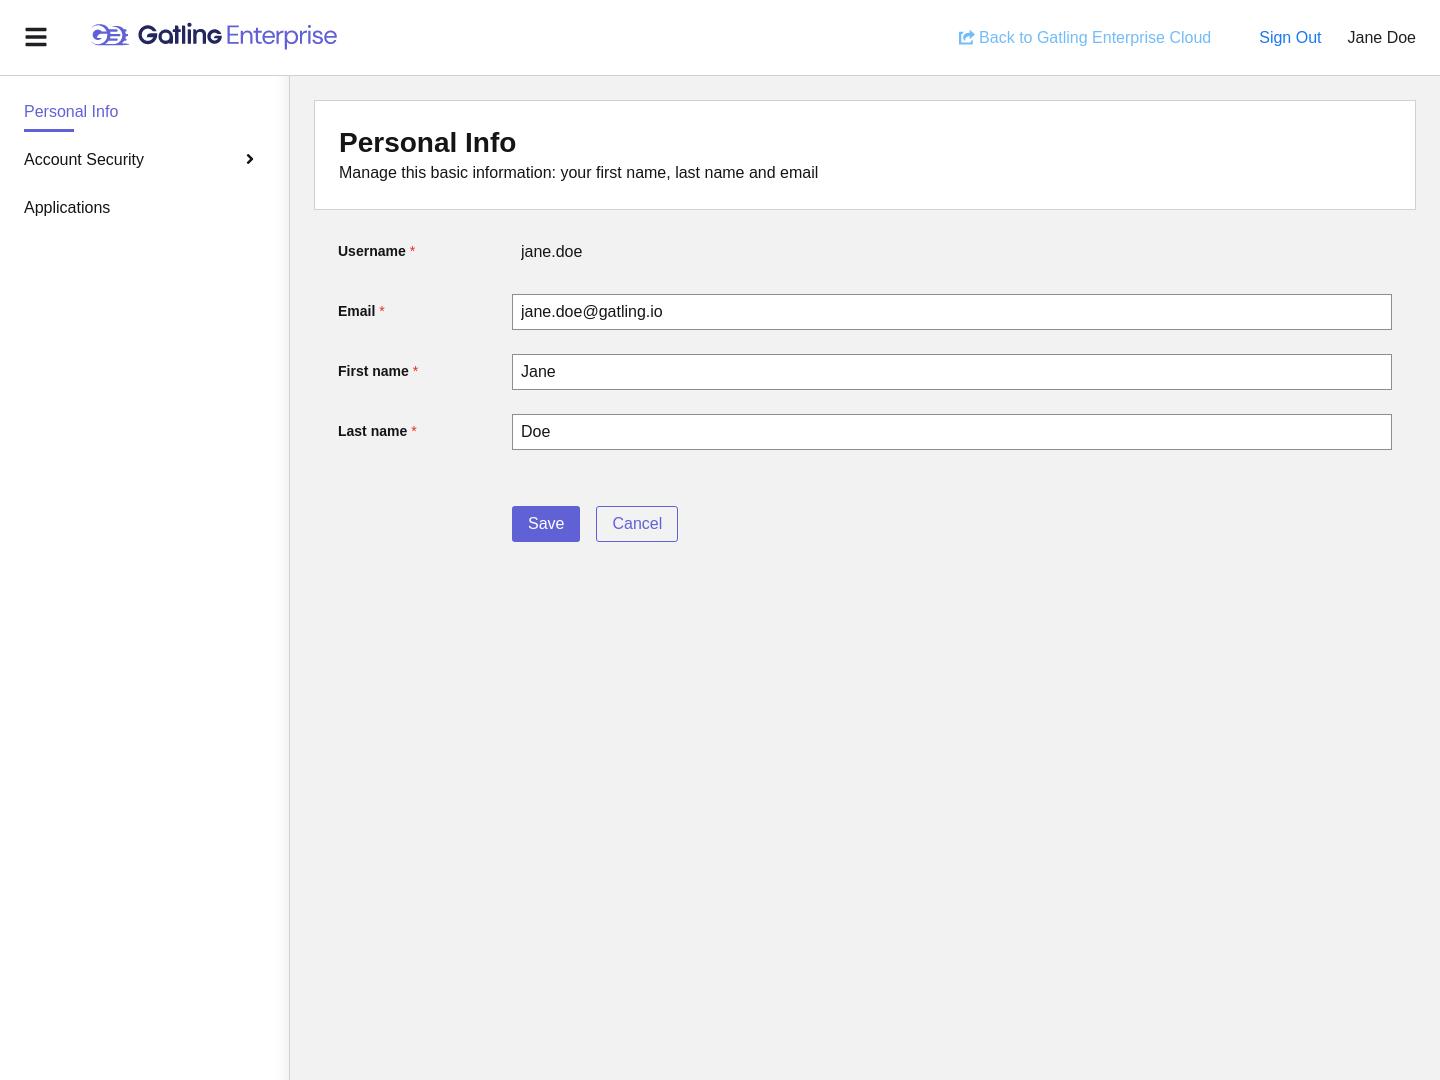 Gatling Enterprise
Back to Gatling Enterprise Cloud
Sign Out
Jane Doe
Personal Info
Account Security
Applications
Personal Info
Manage this basic information: your first name, last name and email
Username *
jane.doe
Email *
jane.doe@gatling.io
First name *
Jane
Last name *
Doe
Save
Cancel